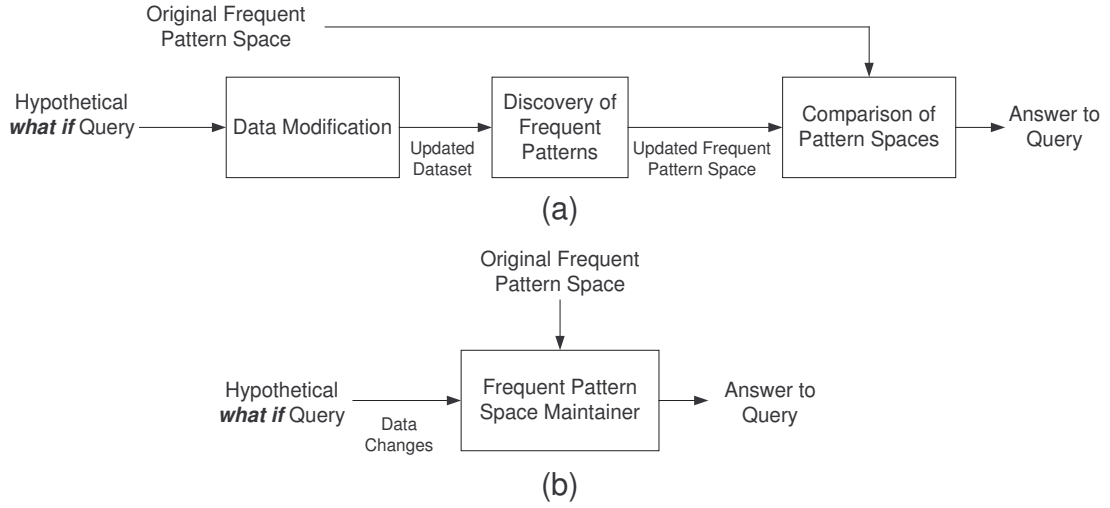 Original Frequent
Pattern Space
Hypothetical
what if Query
Data Modification
Updated
Dataset
Discovery of
Frequent
Patterns
Updated Frequent
Pattern Space
Comparison of
Pattern Spaces
Answer to
Query
(a)
Original Frequent
Pattern Space
Hypothetical
what if Query
Data
Changes
Frequent Pattern
Space Maintainer
Answer to
Query
(b)